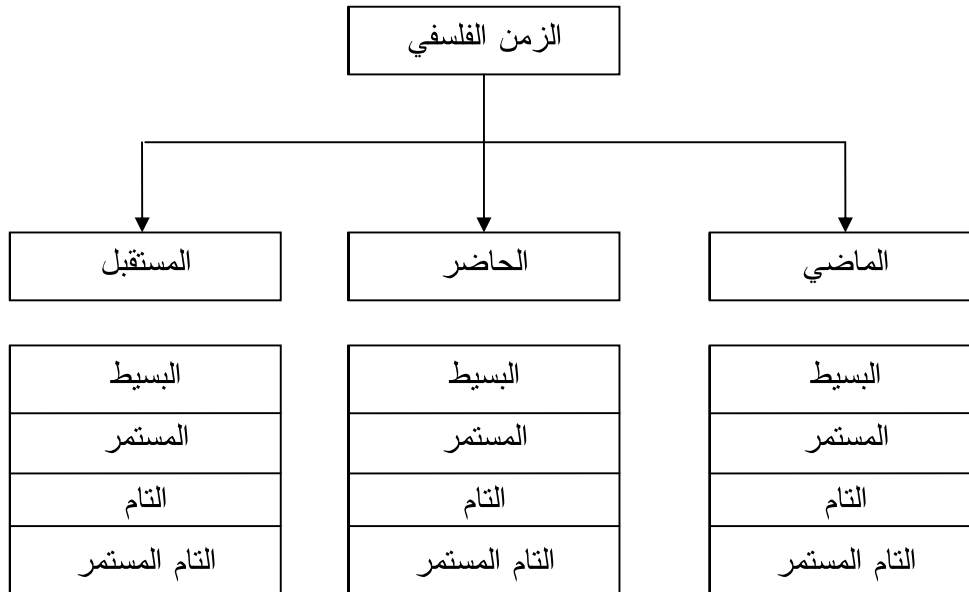 الزمن الفلسفي
الماضي
الحاضر
المستقبل
البسيط
البسيط
البسيط
المستمر
المستمر
المستمر
التام
التام
التام
التام المستمر
التام المستمر
التام المستمر